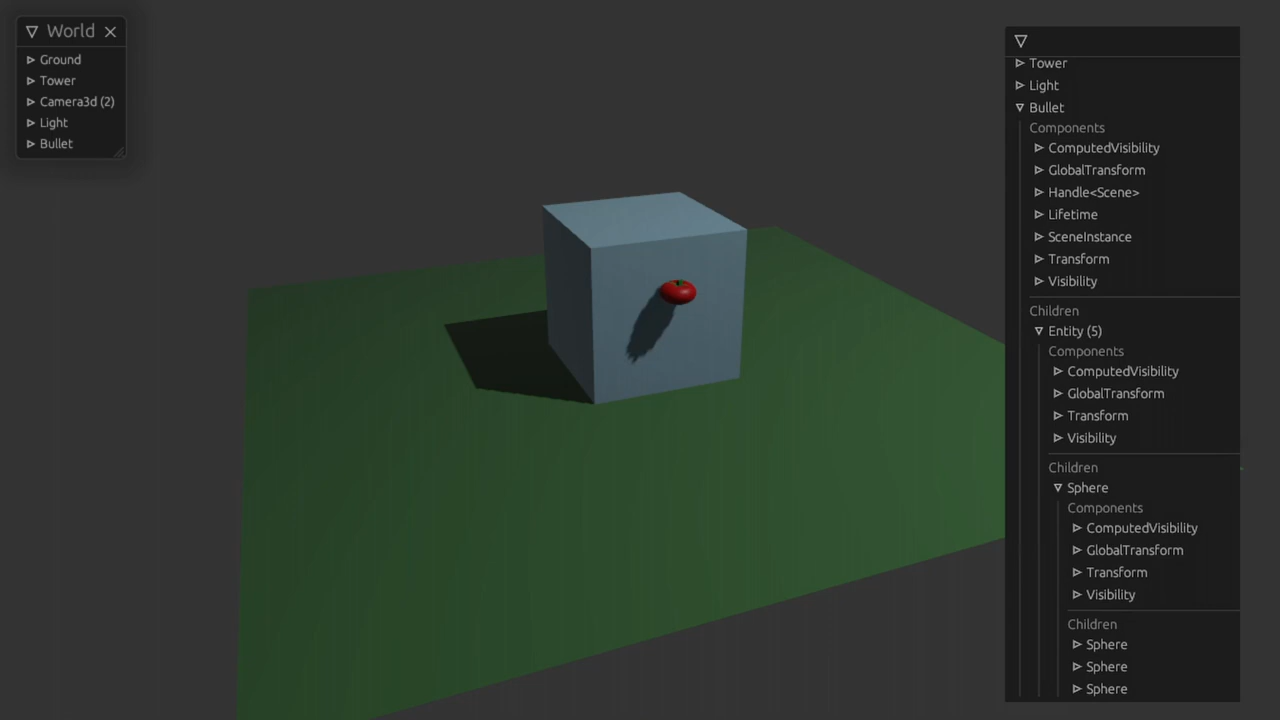 World
Ground
Tower
Camera3d (2)
Light
Bullet
Tower
Light
Bullet
Components
ComputedVisibility
GlobalTransform
Handle<Scene>
Lifetime
SceneInstance
Transform
Visibility
Children
Entity (5)
Components
ComputedVisibility
GlobalTransform
Transform
Visibility
Children
Sphere
Components
ComputedVisibility
GlobalTransform
Transform
Visibility
Children
Sphere
Sphere
Sphere